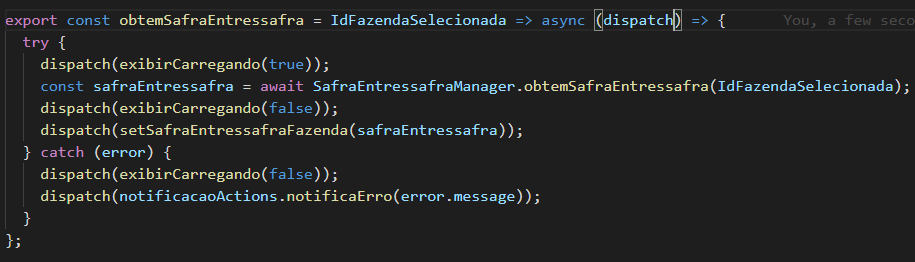 export const obtemSafraEntressafra = IdFazendaSelecionada => async (dispatch) => { You, a few seco
try {
dispatch(exibirCarregando(true));
const safraEntressafra = await SafraEntressafraManager.obtemSafraEntressafra(IdFazendaSelecionada);
dispatch(exibirCarregando(false));
dispatch(setSafraEntressafraFazenda(safraEntressafra));
} catch (error) {
dispatch(exibirCarregando(false));
dispatch(notificacaoActions.notificaErro(error.message));
}
};